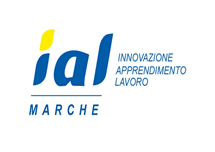 ial
INNOVAZIONE
APPRENDIMENTO
LAVORO
MARCHE